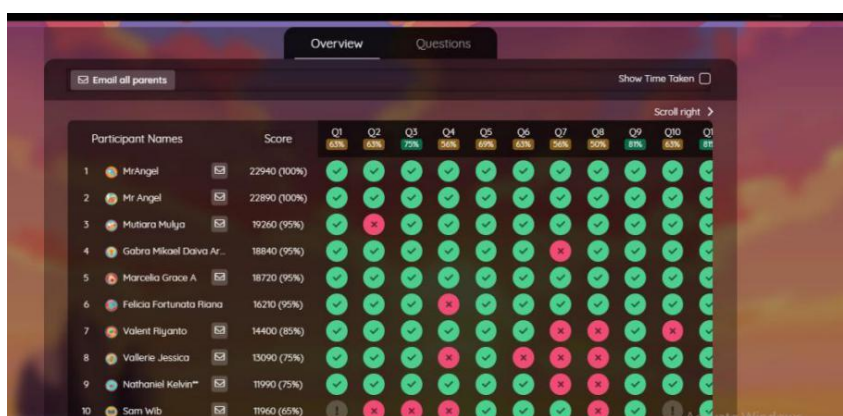 Overview Questions
Email all parents Show Time Taken
Scroll right >
Participant Names Score Q1 Q2 Q3 Q4 Q5 Q6 Q7 Q8 Q9 Q10
63% 63% 75% 56% 69% 63% 56% 50% 81% 63%
1 MrAngel 22940 (100%)
2 Mr Angel 22890 (100%)
3 Mutiara Mulya 19260 (95%)
4 Gabra Mikael Daiva Ar... 18840 (95%)
5 Marcelia Grace A 18720 (95%)
6 Felicia Fortunata Riana 16210 (95%)
7 Valent Riyanto 14400 (85%)
8 Vallerie Jessica 13090 (75%)
9 Nathaniel Kelvin 11990 (75%)
10 Sam Wib 11960 (65%)